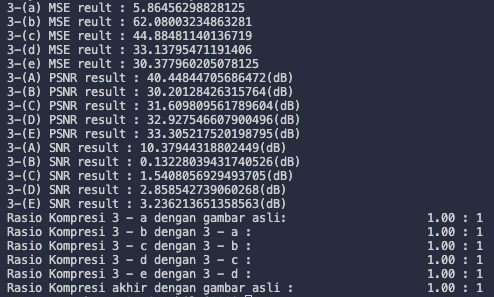 3-(a) MSE reult : 5.86456298828125
3-(b) MSE result : 62.08003234863281
3-(c) MSE result : 44.88481140136719
3-(d) MSE result : 33.13795471191406
3-(e) MSE result : 30.377960205078125
3-(A) PSNR result : 40.44844705686472(dB)
3-(B) PSNR result : 30.20128426315764(dB)
3-(C) PSNR result : 31.609809561789604(dB)
3-(D) PSNR result : 32.927546607900496(dB)
3-(E) PSNR result : 33.305217520198795(dB)
3-(A) SNR result : 10.37944318802449(dB)
3-(B) SNR result : 0.13228039431740526(dB)
3-(C) SNR result : 1.5408056929493705(dB)
3-(D) SNR result : 2.858542739060268(dB)
3-(E) SNR result : 3.236213651358563(dB)
Rasio Kompresi 3 - a dengan gambar asli: 1.00 : 1
Rasio Kompresi 3 - b dengan 3 - a : 1.00 : 1
Rasio Kompresi 3 - c dengan 3 - b : 1.00 : 1
Rasio Kompresi 3 - d dengan 3 - c : 1.00 : 1
Rasio Kompresi 3 - e dengan 3 - d : 1.00 : 1
Rasio Kompresi akhir dengan gambar asli : 1.00 : 1